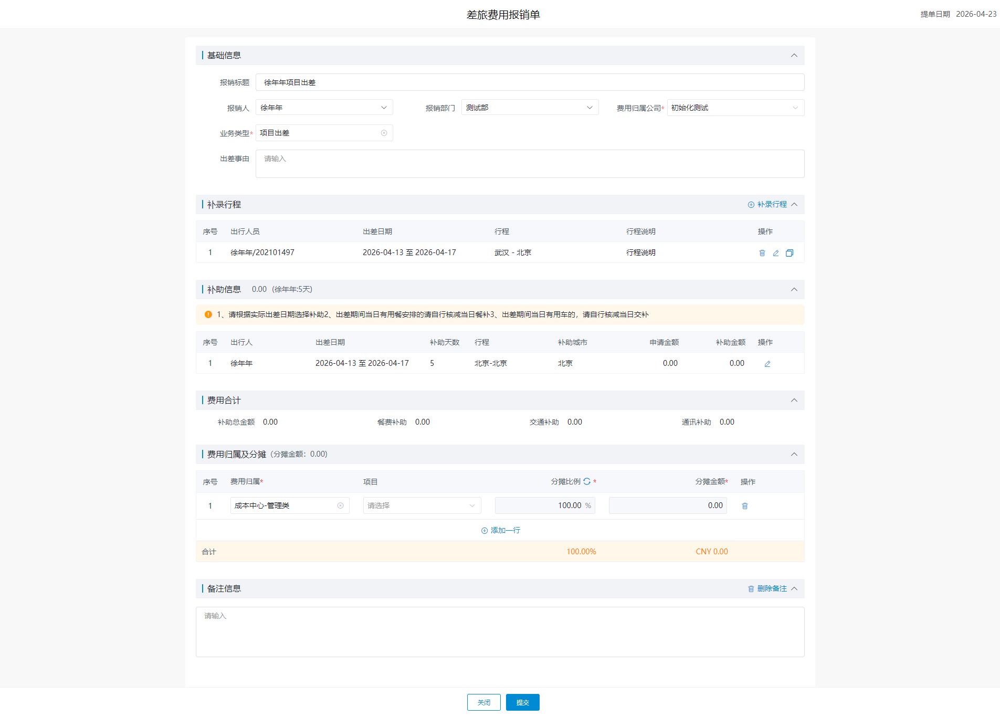 差旅费用报销单
提单日期 2026-04-23
基础信息
报销标题 徐年年项目出差
报销人 徐年年 报销部门 测试部 费用归属公司* 初始化测试
业务类型* 项目出差
出差事由 请输入
补录行程 补录行程
序号 出行人员 出差日期 行程 行程说明 操作
1 徐年年/202101497 2026-04-13 至 2026-04-17 武汉 - 北京 行程说明
补助信息 0.00 (徐年年:5天)
1、请根据实际出差日期选择补助2、出差期间当日有用餐安排的请自行核减当日餐补3、出差期间当日有用车的，请自行核减当日交补
序号 出行人 出差日期 补助天数 行程 补助城市 申请金额 补助金额 操作
1 徐年年 2026-04-13 至 2026-04-17 5 北京-北京 北京 0.00 0.00
费用合计
补助总金额 0.00 餐费补助 0.00 交通补助 0.00 通讯补助 0.00
费用归属及分摊 (分摊金额：0.00)
序号 费用归属* 项目 分摊比例 * 分摊金额* 操作
1 成本中心-管理类 请选择 100.00 % 0.00
添加一行
合计 100.00% CNY 0.00
备注信息 删除备注
请输入
关闭 提交